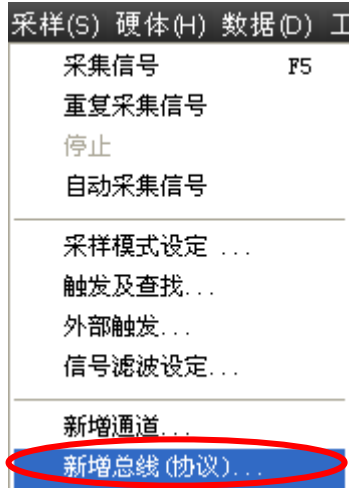 采样(S) 硬体(H) 数据(D) 工
采集信号 F5
重复采集信号
停止
自动采集信号
采样模式设定 ...
触发及查找...
外部触发...
信号滤波设定...
新增通道...
新增总线(协议)...